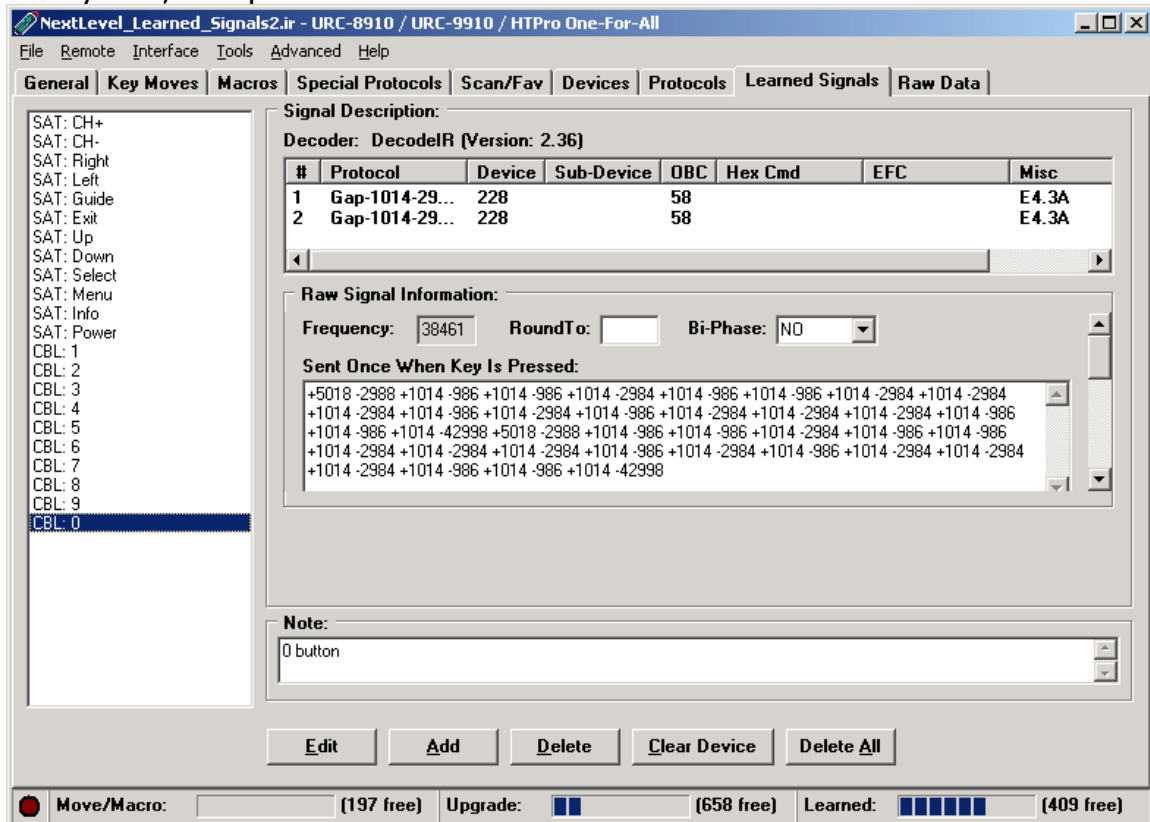 NextLevel_Learned_Signals2.ir - URC-8910 / URC-9910 / HTPro One-For-All
File Remote Interface Tools Advanced Help
General Key Moves Macros Special Protocols Scan/Fav Devices Protocols Learned Signals Raw Data
SAT: CH+
SAT: CH-
SAT: Right
SAT: Left
SAT: Guide
SAT: Exit
SAT: Up
SAT: Down
SAT: Select
SAT: Menu
SAT: Info
SAT: Power
CBL: 1
CBL: 2
CBL: 3
CBL: 4
CBL: 5
CBL: 6
CBL: 7
CBL: 8
CBL: 9
CBL: 0
Signal Description:
Decoder: DecodeIR (Version: 2.36)
# Protocol Device Sub-Device OBC Hex Cmd EFC Misc
1 Gap-1014-29... 228 58 E4.3A
2 Gap-1014-29... 228 58 E4.3A
Raw Signal Information:
Frequency: 38461 RoundTo: Bi-Phase: NO
Sent Once When Key Is Pressed:
+5018 -2988 +1014 -986 +1014 -986 +1014 -2984 +1014 -986 +1014 -986 +1014 -2984 +1014 -2984
+1014 -2984 +1014 -986 +1014 -2984 +1014 -986 +1014 -2984 +1014 -2984 +1014 -2984 +1014 -986
+1014 -986 +1014 -42998 +5018 -2988 +1014 -986 +1014 -986 +1014 -2984 +1014 -986 +1014 -986
+1014 -2984 +1014 -2984 +1014 -2984 +1014 -986 +1014 -2984 +1014 -986 +1014 -2984 +1014 -2984
+1014 -2984 +1014 -986 +1014 -986 +1014 -42998
Note:
0 button
Edit Add Delete Clear Device Delete All
Move/Macro: (197 free) Upgrade: (658 free) Learned: (409 free)